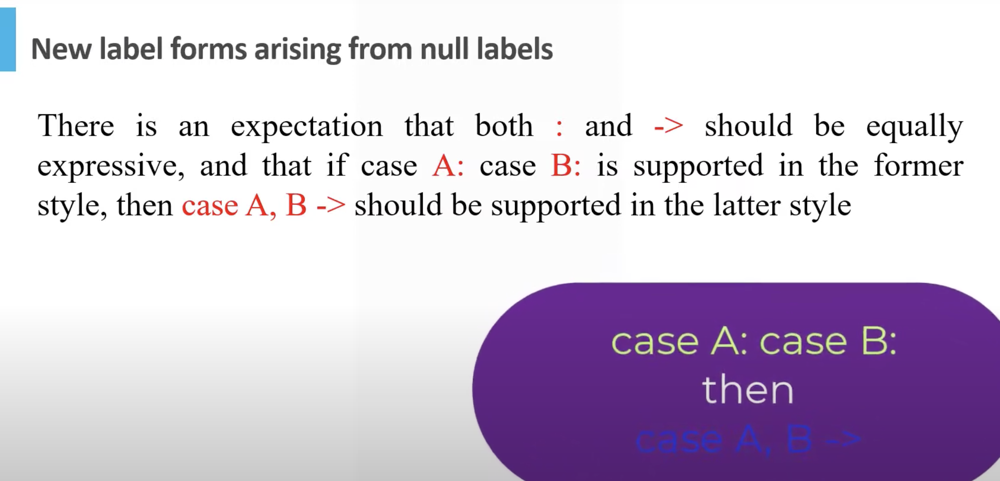 New label forms arising from null labels
There is an expectation that both : and -> should be equally
expressive, and that if case A: case B: is supported in the former
style, then case A, B -> should be supported in the latter style
case A: case B:
then
case A, B ->